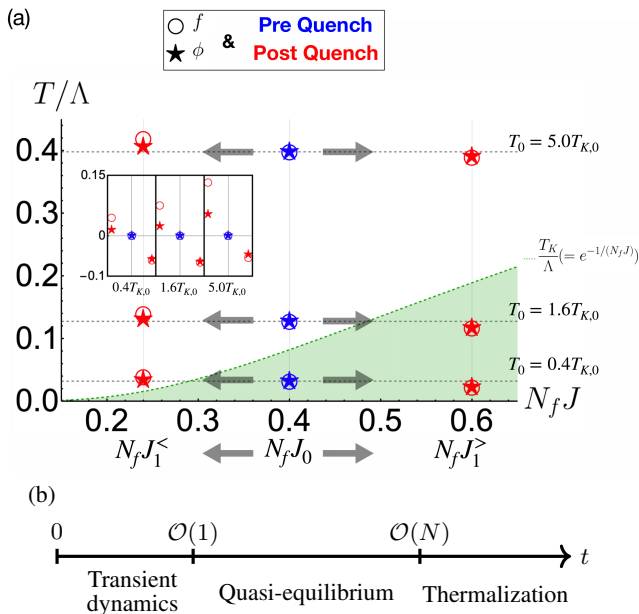 (a)
f
ϕ
&
Pre Quench
Post Quench
T/Λ
0.4
0.3
0.2
0.1
0.0
T_0 = 5.0T_{K,0}
T_K/Λ (= e^{-1/(N_f J)})
T_0 = 1.6T_{K,0}
T_0 = 0.4T_{K,0}
0.15
0
−0.1
0.4T_{K,0} 1.6T_{K,0} 5.0T_{K,0}
0.2 0.3 0.4 0.5 0.6 N_f J
N_f J_1^< N_f J_0 N_f J_1^>
(b)
0 𝒪(1) 𝒪(N)
t
Transient
dynamics
Quasi-equilibrium
Thermalization